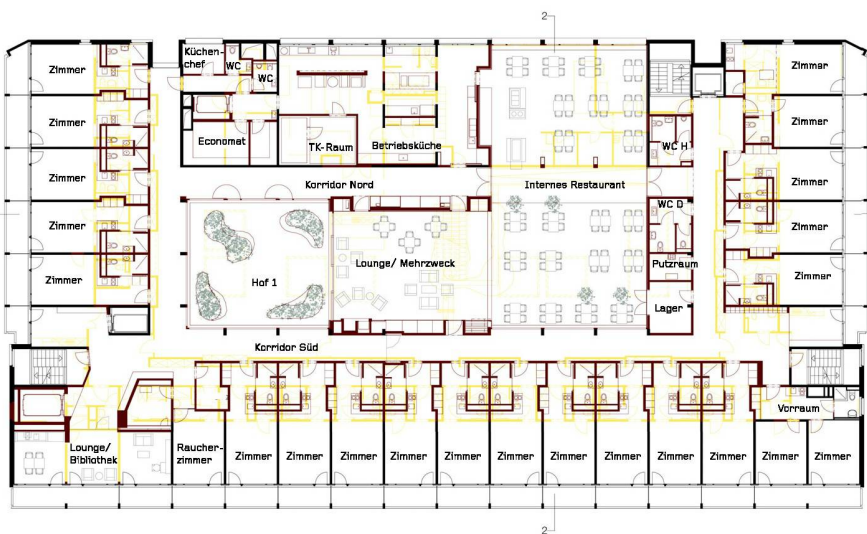 2
Küchen-
chef
WC
WC
Zimmer
Zimmer
Zimmer
Zimmer
Economat
TK-Raum
Betriebsküche
WC H
Zimmer
Zimmer
Korridor Nord
Internes Restaurant
Zimmer
Zimmer
Zimmer
WC D
Zimmer
Hof 1
Lounge/ Mehrzweck
Putzraum
Zimmer
Lager
Korridor Süd
Vorraum
Lounge/
Bibliothek
Raucher-
zimmer
Zimmer
Zimmer
Zimmer
Zimmer
Zimmer
Zimmer
Zimmer
Zimmer
Zimmer
Zimmer
Zimmer
Zimmer
2